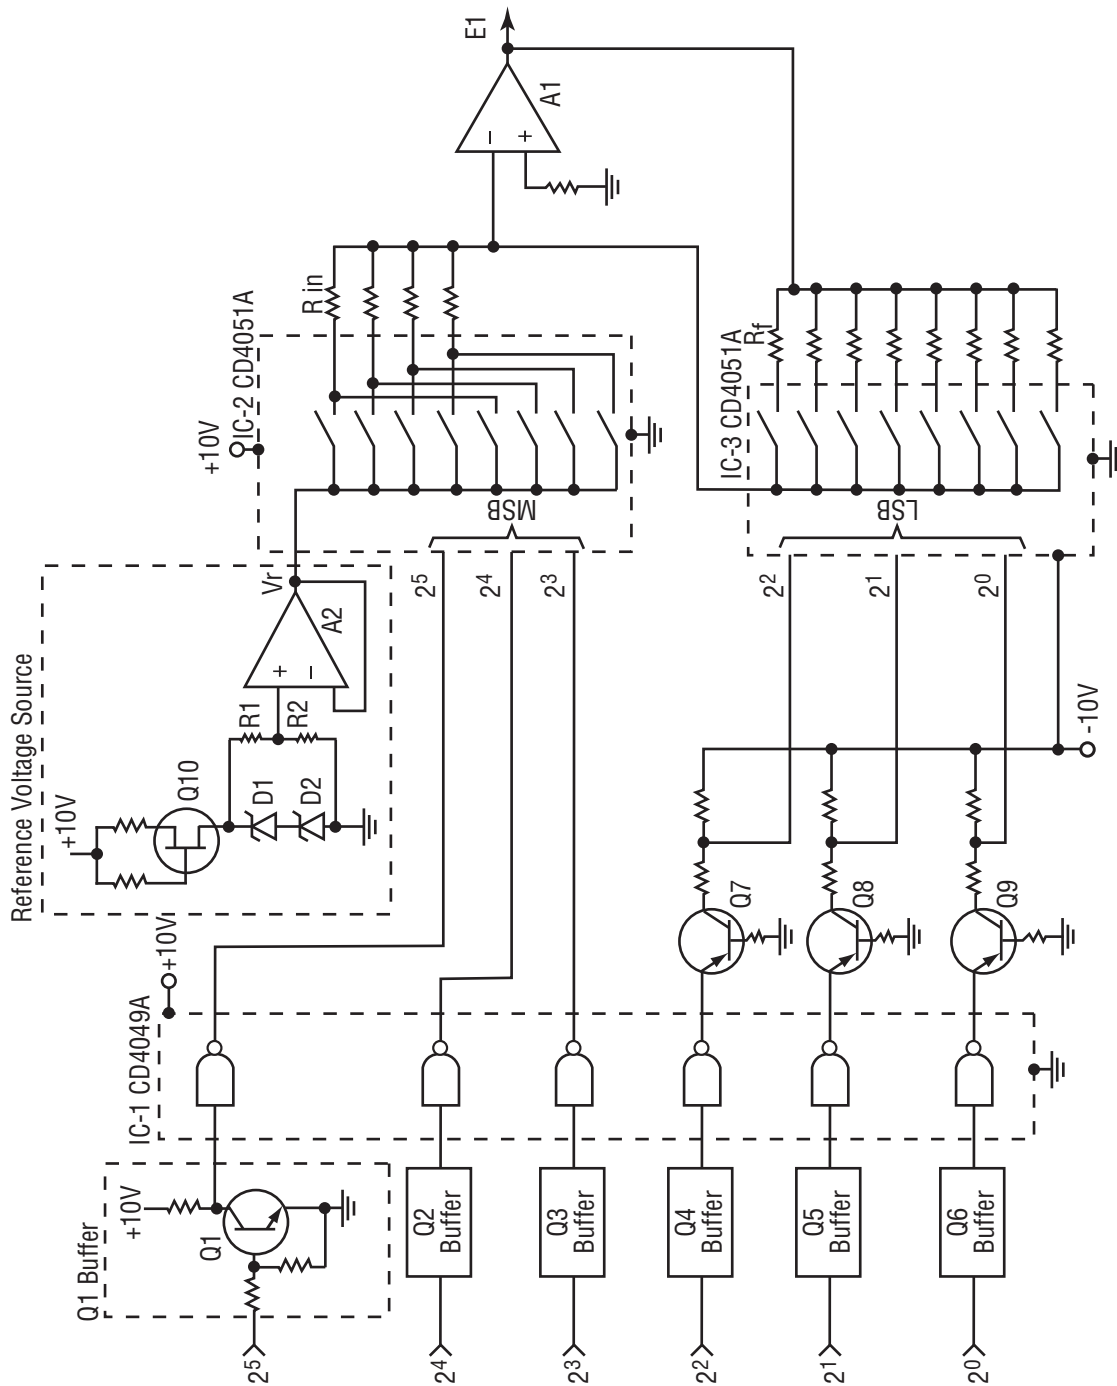 Reference Voltage Source
+10V
Q10
D1
D2
R1
R2
+
−
A2
Vr
+10V
IC-2 CD4051A
R in
MSB
2⁵
2⁴
2³
−
+
A1
E1
Q1 Buffer
+10V
Q1
2⁵
IC-1 CD4049A
+10V
2⁴
Q2
Buffer
2³
Q3
Buffer
2²
Q4
Buffer
2¹
Q5
Buffer
2⁰
Q6
Buffer
Q7
Q8
Q9
-10V
2²
2¹
2⁰
LSB
IC-3 CD4051A
Rf